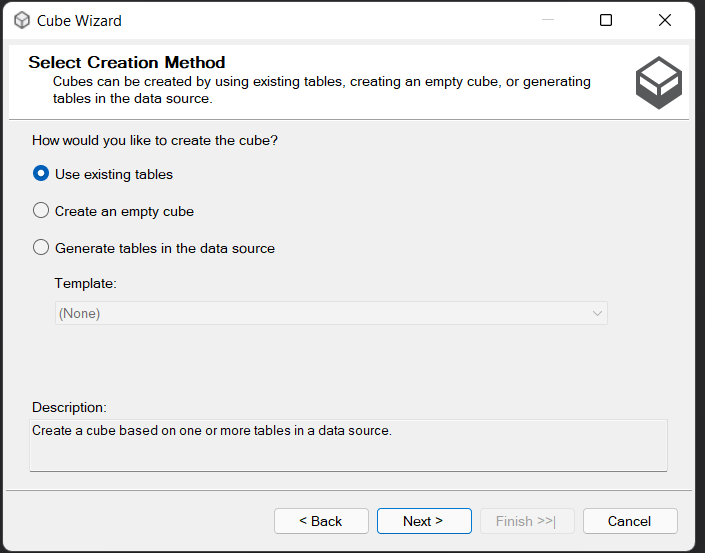 Cube Wizard
Select Creation Method
Cubes can be created by using existing tables, creating an empty cube, or generating
tables in the data source.
How would you like to create the cube?
Use existing tables
Create an empty cube
Generate tables in the data source
Template:
(None)
Description:
Create a cube based on one or more tables in a data source.
< Back
Next >
Finish >>|
Cancel